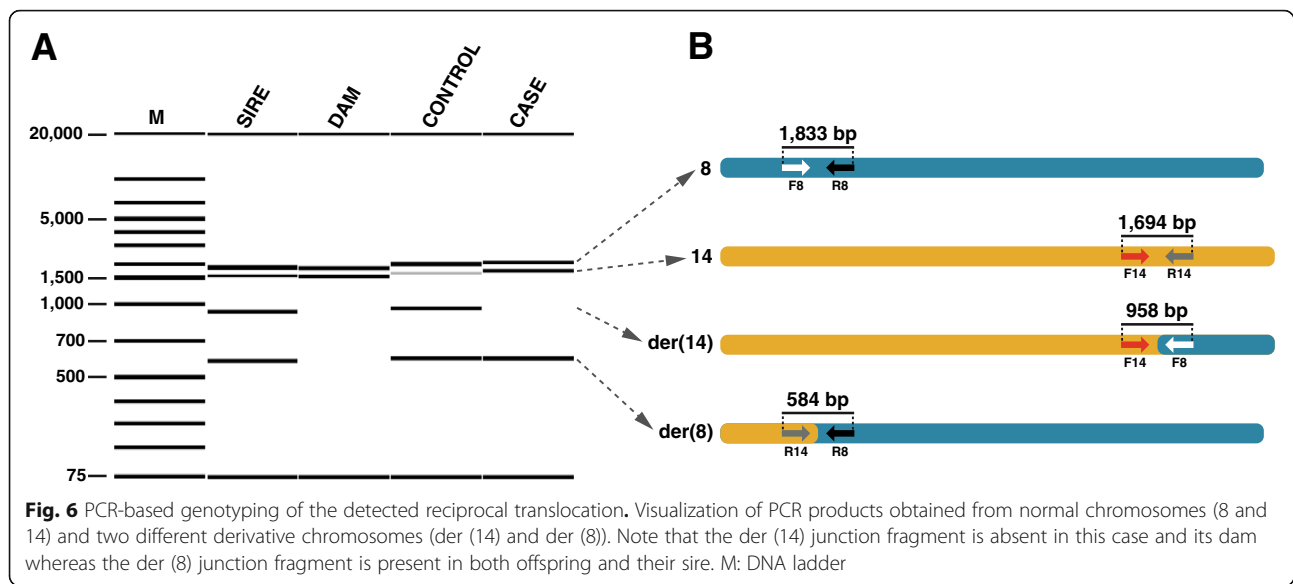 A
B
M
SIRE
DAM
CONTROL
CASE
20,000
5,000
1,500
1,000
700
500
75
1,833 bp
8
F8
R8
1,694 bp
14
F14
R14
958 bp
der(14)
F14
F8
584 bp
der(8)
R14
R8
Fig. 6 PCR-based genotyping of the detected reciprocal translocation. Visualization of PCR products obtained from normal chromosomes (8 and
14) and two different derivative chromosomes (der (14) and der (8)). Note that the der (14) junction fragment is absent in this case and its dam
whereas the der (8) junction fragment is present in both offspring and their sire. M: DNA ladder